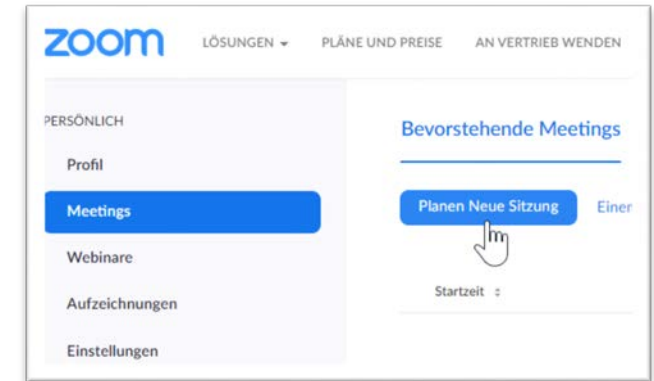 zoom LÖSUNGEN PLÄNE UND PREISE AN VERTRIEB WENDEN
PERSÖNLICH
Profil
Meetings
Webinare
Aufzeichnungen
Einstellungen
Bevorstehende Meetings
Planen Neue Sitzung
Startzeit